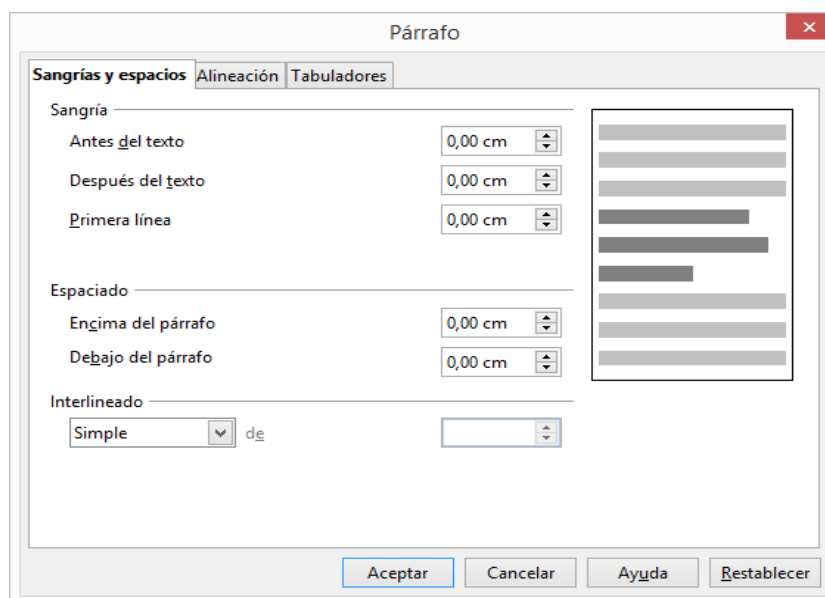 Párrafo
Sangrías y espacios Alineación Tabuladores
Sangría
Antes del texto 0,00 cm
Después del texto 0,00 cm
Primera línea 0,00 cm
Espaciado
Encima del párrafo 0,00 cm
Debajo del párrafo 0,00 cm
Interlineado
Simple de
Aceptar Cancelar Ayuda Restablecer